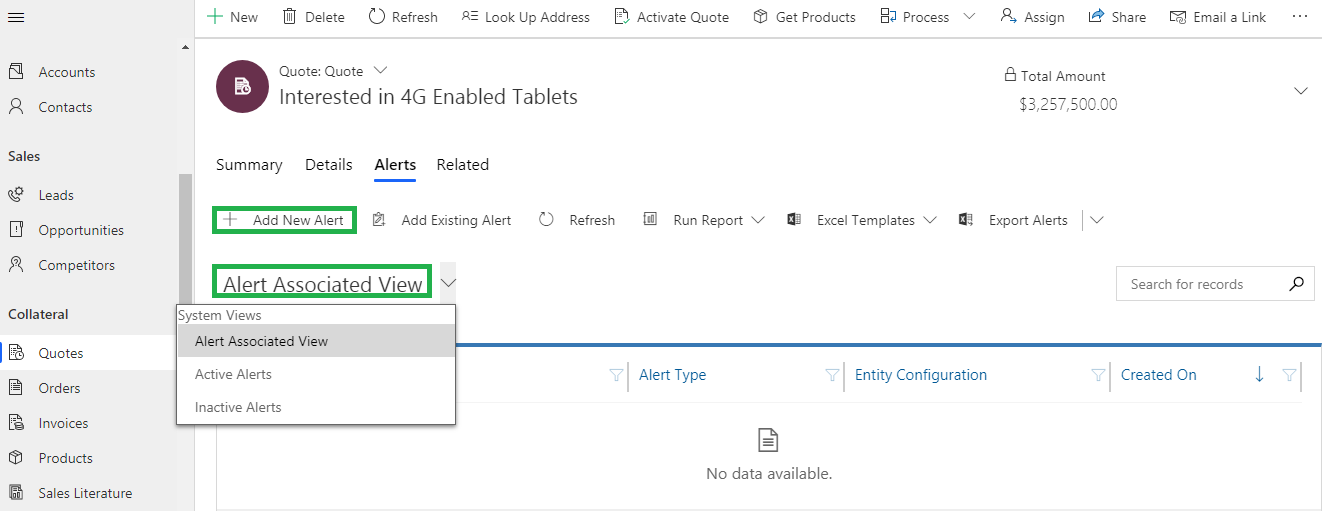 New Delete Refresh Look Up Address Activate Quote Get Products Process Assign Share Email a Link
Accounts
Contacts
Sales
Leads
Opportunities
Competitors
Collateral
Quotes
Orders
Invoices
Products
Sales Literature
Quote: Quote
Interested in 4G Enabled Tablets
Total Amount
$3,257,500.00
Summary Details Alerts Related
Add New Alert Add Existing Alert Refresh Run Report Excel Templates Export Alerts
Alert Associated View
Search for records
System Views
Alert Associated View
Active Alerts
Inactive Alerts
Alert Type Entity Configuration Created On
No data available.